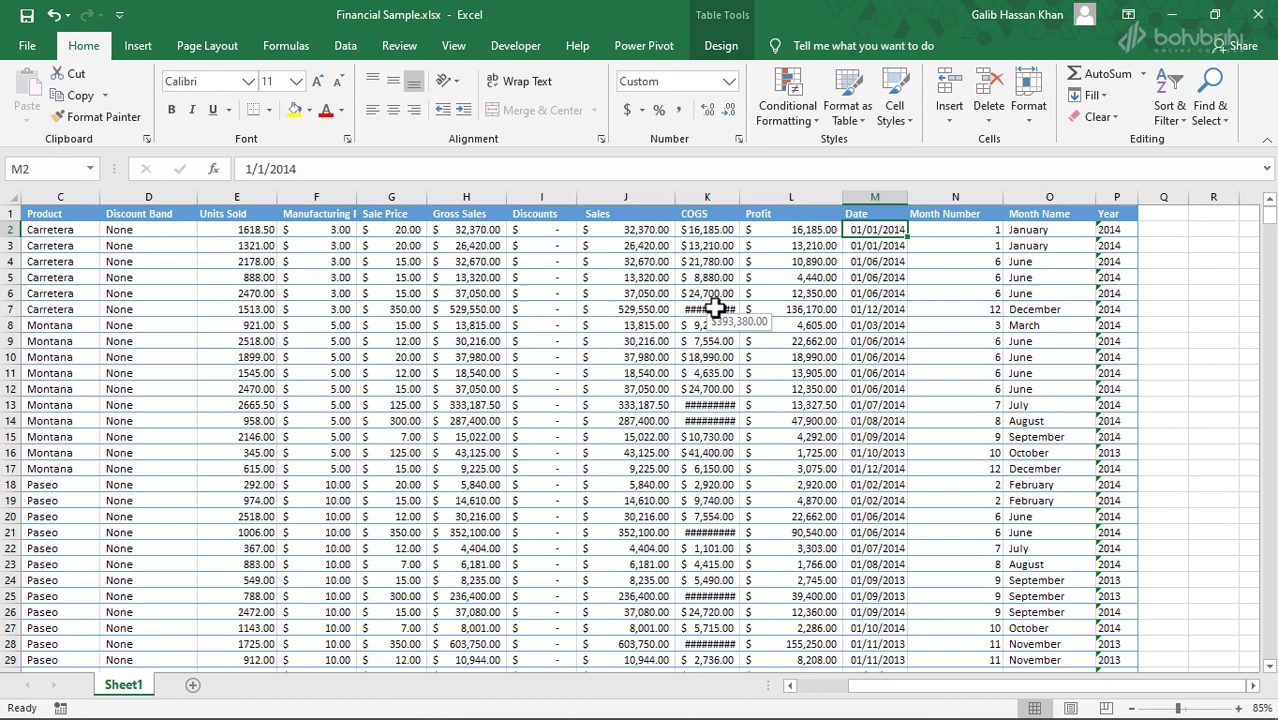 Financial Sample.xlsx - Excel
Table Tools
Galib Hassan Khan
File Home Insert Page Layout Formulas Data Review View Developer Help Power Pivot Design Tell me what you want to do Share
bohubrihi
ONLINE COURSE
Paste
Cut
Copy
Format Painter
Calibri 11
B I U
Wrap Text
Merge & Center
Custom
$ % ,
Conditional Formatting
Format as Table
Cell Styles
Insert
Delete
Format
AutoSum
Fill
Clear
Sort & Filter
Find & Select
Clipboard Font Alignment Number Styles Cells Editing
M2 fx 1/1/2014
C D E F G H I J K L M N O P Q R
1 Product Discount Band Units Sold Manufacturing P Sale Price Gross Sales Discounts Sales COGS Profit Date Month Number Month Name Year
2 Carretera None 1618.50 $ 3.00 $ 20.00 $ 32,370.00 $ - $ 32,370.00 $ 16,185.00 $ 16,185.00 01/01/2014 1 January 2014
3 Carretera None 1321.00 $ 3.00 $ 20.00 $ 26,420.00 $ - $ 26,420.00 $ 13,210.00 $ 13,210.00 01/01/2014 1 January 2014
4 Carretera None 2178.00 $ 3.00 $ 15.00 $ 32,670.00 $ - $ 32,670.00 $ 21,780.00 $ 10,890.00 01/06/2014 6 June 2014
5 Carretera None 888.00 $ 3.00 $ 15.00 $ 13,320.00 $ - $ 13,320.00 $ 8,880.00 $ 4,440.00 01/06/2014 6 June 2014
6 Carretera None 2470.00 $ 3.00 $ 15.00 $ 37,050.00 $ - $ 37,050.00 $ 24,700.00 $ 12,350.00 01/06/2014 6 June 2014
7 Carretera None 1513.00 $ 3.00 $ 350.00 $ 529,550.00 $ - $ 529,550.00 ######### $ 136,170.00 01/12/2014 12 December 2014
$393,380.00
8 Montana None 921.00 $ 5.00 $ 15.00 $ 13,815.00 $ - $ 13,815.00 $ 4,605.00 01/03/2014 3 March 2014
9 Montana None 2518.00 $ 5.00 $ 12.00 $ 30,216.00 $ - $ 30,216.00 $ 7,554.00 $ 22,662.00 01/06/2014 6 June 2014
10 Montana None 1899.00 $ 5.00 $ 20.00 $ 37,980.00 $ - $ 37,980.00 $ 18,990.00 $ 18,990.00 01/06/2014 6 June 2014
11 Montana None 1545.00 $ 5.00 $ 12.00 $ 18,540.00 $ - $ 18,540.00 $ 4,635.00 $ 13,905.00 01/06/2014 6 June 2014
12 Montana None 2470.00 $ 5.00 $ 15.00 $ 37,050.00 $ - $ 37,050.00 $ 24,700.00 $ 12,350.00 01/06/2014 6 June 2014
13 Montana None 2665.50 $ 5.00 $ 125.00 $ 333,187.50 $ - $ 333,187.50 ######### $ 13,327.50 01/07/2014 7 July 2014
14 Montana None 958.00 $ 5.00 $ 300.00 $ 287,400.00 $ - $ 287,400.00 ######### $ 47,900.00 01/08/2014 8 August 2014
15 Montana None 2146.00 $ 5.00 $ 7.00 $ 15,022.00 $ - $ 15,022.00 $ 10,730.00 $ 4,292.00 01/09/2014 9 September 2014
16 Montana None 345.00 $ 5.00 $ 125.00 $ 43,125.00 $ - $ 43,125.00 $ 41,400.00 $ 1,725.00 01/10/2013 10 October 2013
17 Montana None 615.00 $ 5.00 $ 15.00 $ 9,225.00 $ - $ 9,225.00 $ 6,150.00 $ 3,075.00 01/12/2014 12 December 2014
18 Paseo None 292.00 $ 10.00 $ 20.00 $ 5,840.00 $ - $ 5,840.00 $ 2,920.00 $ 2,920.00 01/02/2014 2 February 2014
19 Paseo None 974.00 $ 10.00 $ 15.00 $ 14,610.00 $ - $ 14,610.00 $ 9,740.00 $ 4,870.00 01/02/2014 2 February 2014
20 Paseo None 2518.00 $ 10.00 $ 12.00 $ 30,216.00 $ - $ 30,216.00 $ 7,554.00 $ 22,662.00 01/06/2014 6 June 2014
21 Paseo None 1006.00 $ 10.00 $ 350.00 $ 352,100.00 $ - $ 352,100.00 ######### $ 90,540.00 01/06/2014 6 June 2014
22 Paseo None 367.00 $ 10.00 $ 12.00 $ 4,404.00 $ - $ 4,404.00 $ 1,101.00 $ 3,303.00 01/07/2014 7 July 2014
23 Paseo None 883.00 $ 10.00 $ 7.00 $ 6,181.00 $ - $ 6,181.00 $ 4,415.00 $ 1,766.00 01/08/2014 8 August 2014
24 Paseo None 549.00 $ 10.00 $ 15.00 $ 8,235.00 $ - $ 8,235.00 $ 5,490.00 $ 2,745.00 01/09/2013 9 September 2013
25 Paseo None 788.00 $ 10.00 $ 300.00 $ 236,400.00 $ - $ 236,400.00 ######### $ 39,400.00 01/09/2013 9 September 2013
26 Paseo None 2472.00 $ 10.00 $ 15.00 $ 37,080.00 $ - $ 37,080.00 $ 24,720.00 $ 12,360.00 01/09/2014 9 September 2014
27 Paseo None 1143.00 $ 10.00 $ 7.00 $ 8,001.00 $ - $ 8,001.00 $ 5,715.00 $ 2,286.00 01/10/2014 10 October 2014
28 Paseo None 1725.00 $ 10.00 $ 350.00 $ 603,750.00 $ - $ 603,750.00 ######### $ 155,250.00 01/11/2013 11 November 2013
29 Paseo None 912.00 $ 10.00 $ 12.00 $ 10,944.00 $ - $ 10,944.00 $ 2,736.00 $ 8,208.00 01/11/2013 11 November 2013
Sheet1
Ready 85%